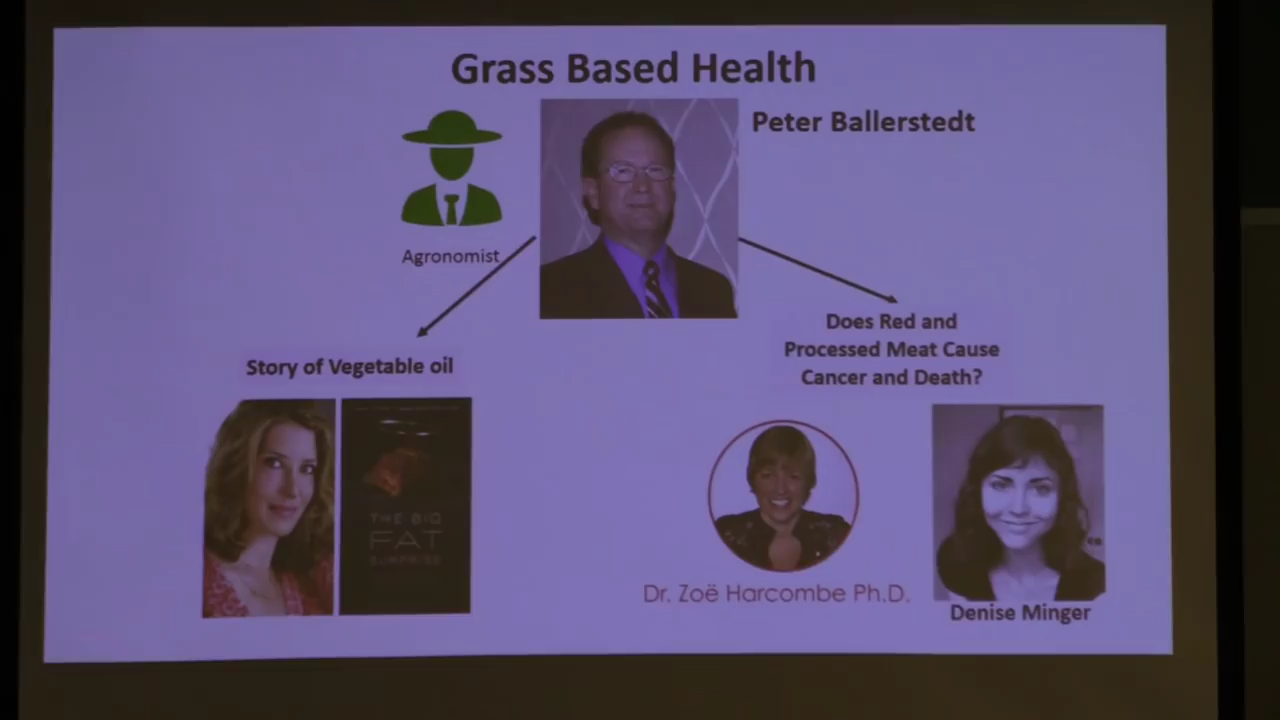 Grass Based Health
Peter Ballerstedt
Agronomist
Story of Vegetable oil
Does Red and
Processed Meat Cause
Cancer and Death?
THE BIG
FAT
SURPRISE
Dr. Zoë Harcombe Ph.D.
Denise Minger